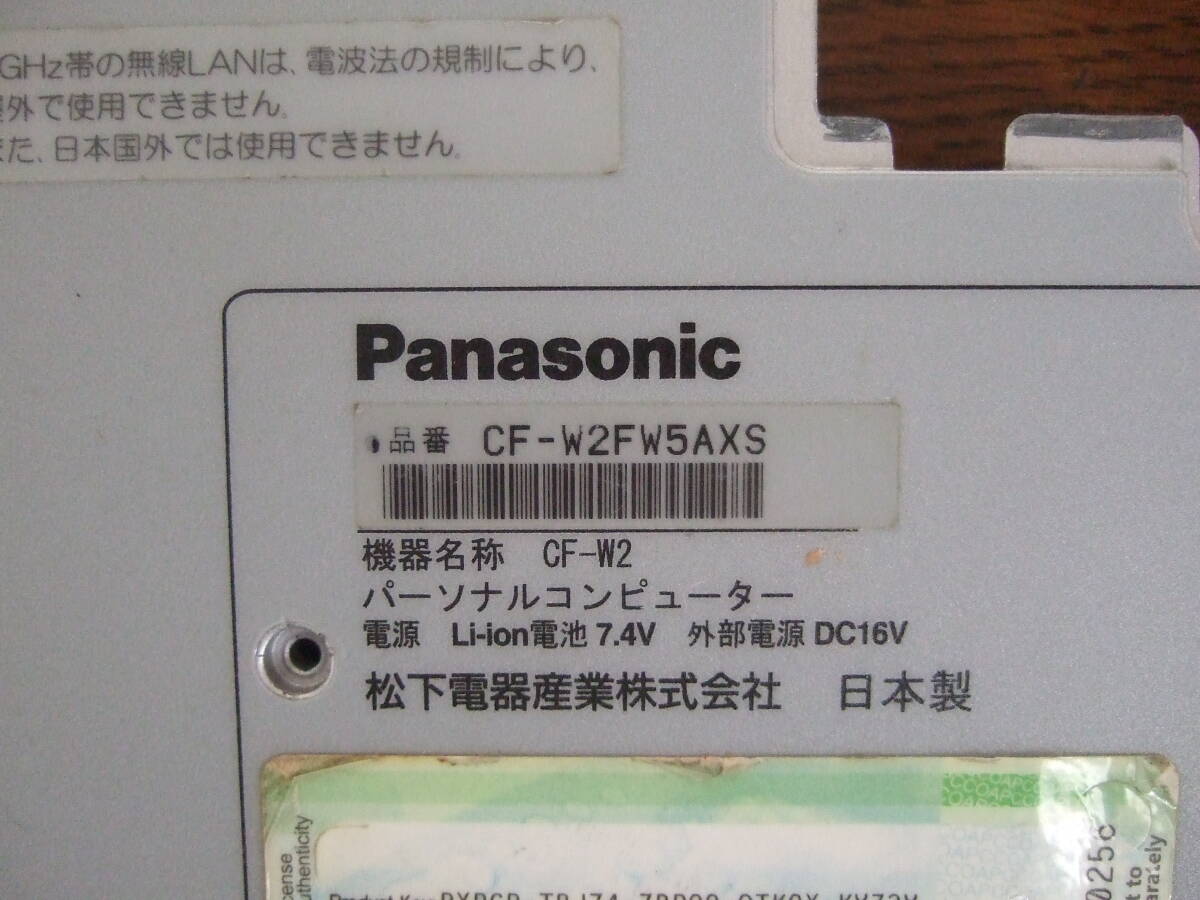 GHz帯の無線LANは、電波法の規制により、
外で使用できません。
た、日本国外では使用できません。
Panasonic
品番 CF-W2FW5AXS
機器名称 CF-W2
パーソナルコンピューター
電源 Li-ion電池 7.4V 外部電源 DC16V
松下電器産業株式会社 日本製